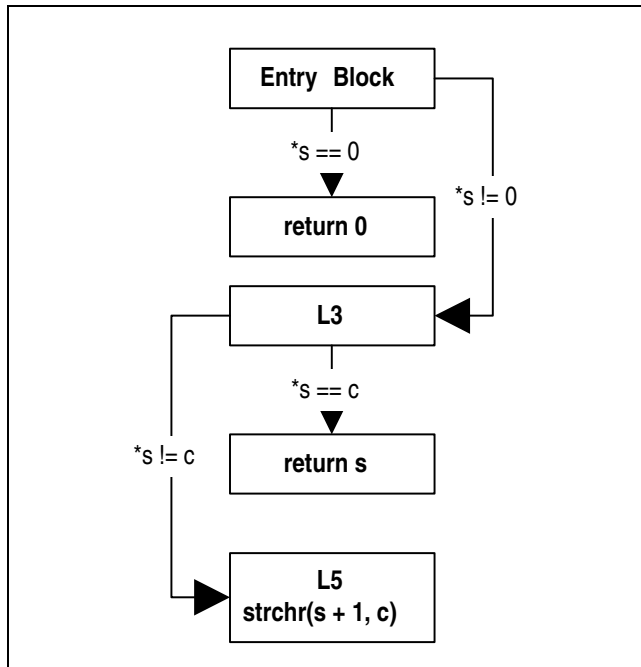 Entry Block
*s == 0
*s != 0
return 0
L3
*s == c
*s != c
return s
L5
strchr(s + 1, c)